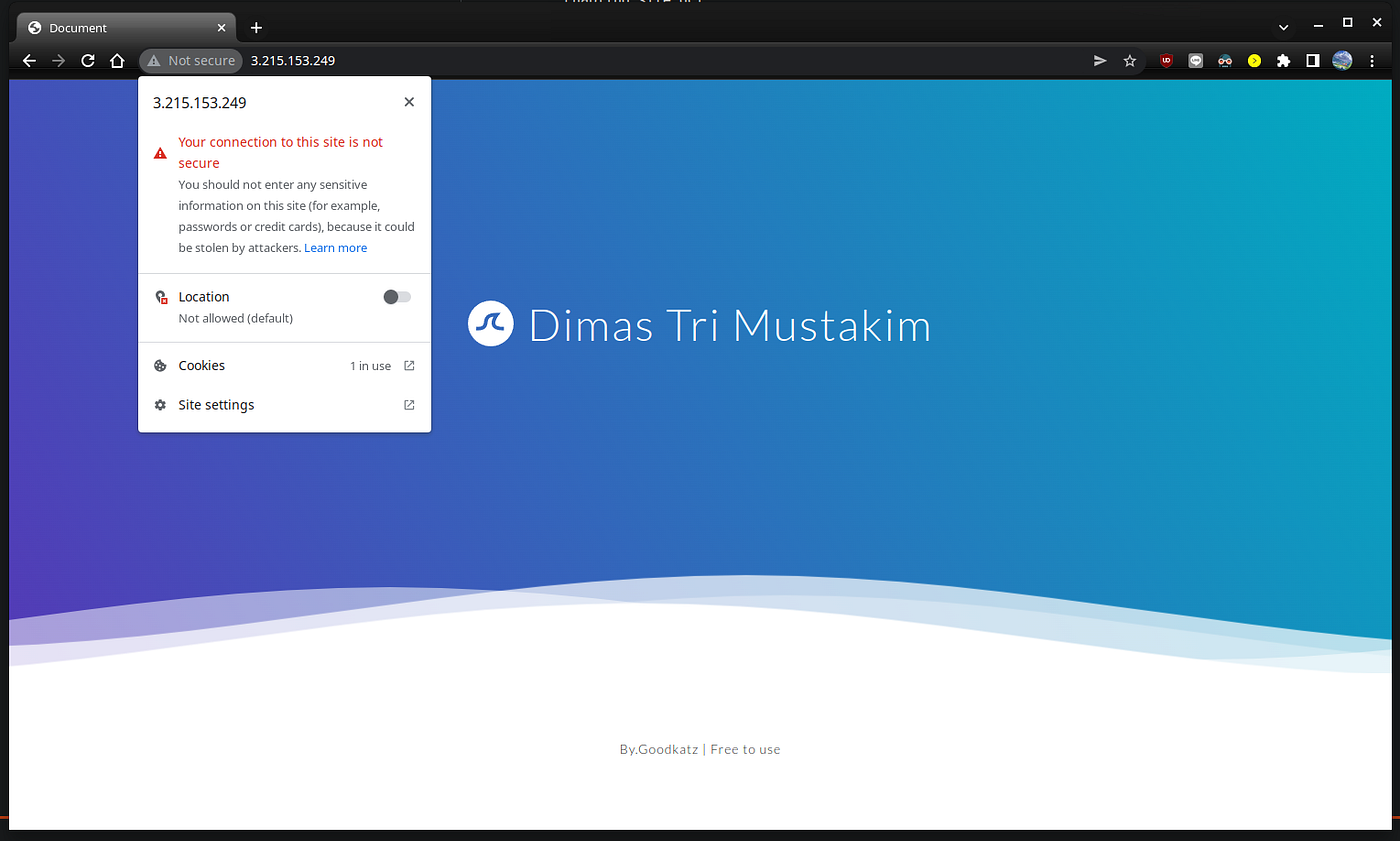 Document
Not secure 3.215.153.249
3.215.153.249
Your connection to this site is not
secure
You should not enter any sensitive
information on this site (for example,
passwords or credit cards), because it could
be stolen by attackers. Learn more
Location
Not allowed (default)
Cookies 1 in use
Site settings
Dimas Tri Mustakim
By.Goodkatz | Free to use